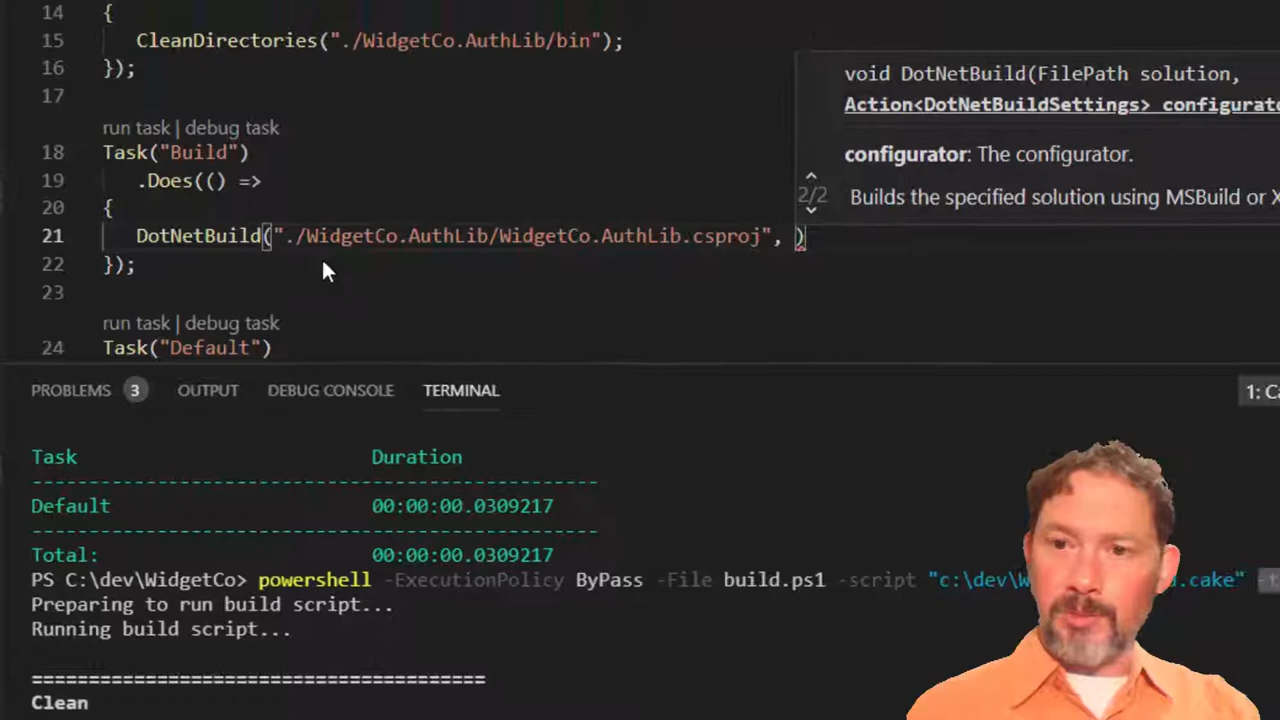 14 {
15 CleanDirectories("./WidgetCo.AuthLib/bin");
16 });
17
run task | debug task
18 Task("Build")
19 .Does(() =>
20 {
21 DotNetBuild("./WidgetCo.AuthLib/WidgetCo.AuthLib.csproj", )
22 });
23
run task | debug task
24 Task("Default")
void DotNetBuild(FilePath solution,
Action<DotNetBuildSettings> configurato
configurator: The configurator.
2/2 Builds the specified solution using MSBuild or X
PROBLEMS 3 OUTPUT DEBUG CONSOLE TERMINAL 1: Ca
Task Duration
--------------------------------------------------
Default 00:00:00.0309217
--------------------------------------------------
Total: 00:00:00.0309217
PS C:\dev\WidgetCo> powershell -ExecutionPolicy ByPass -File build.ps1 -script "c:\dev\W .cake" -t
Preparing to run build script...
Running build script...
========================================
Clean